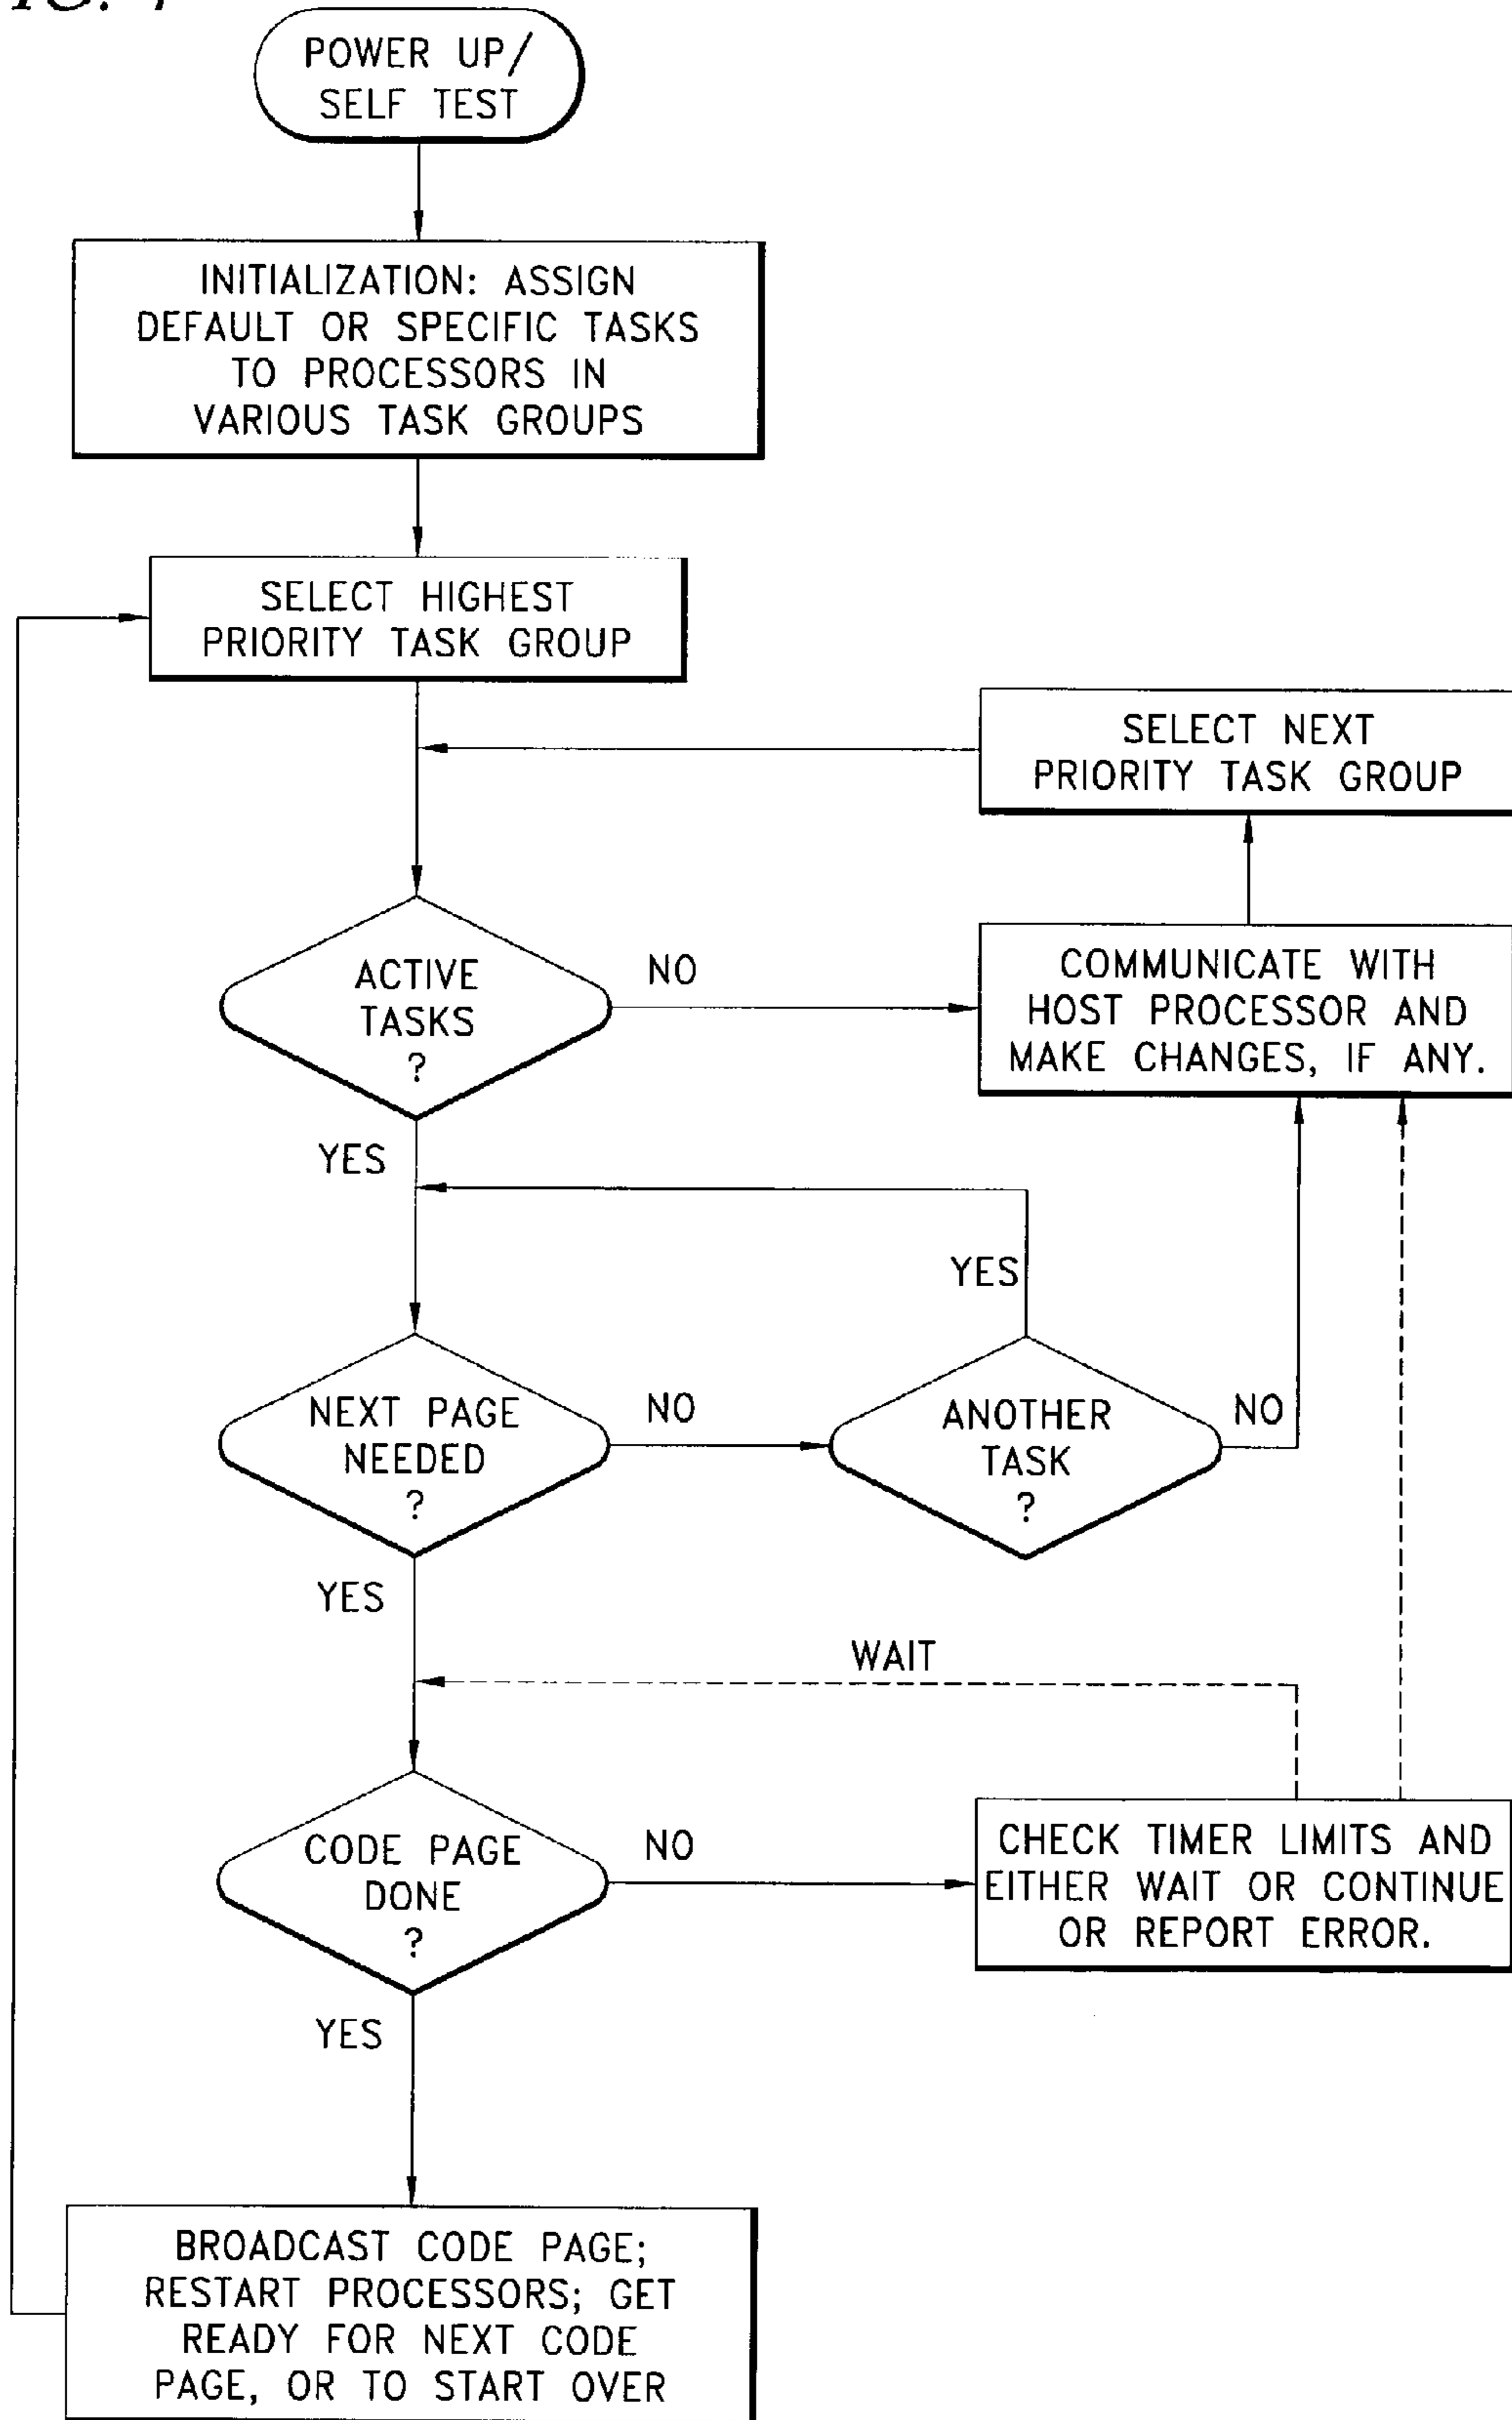 POWER UP/
SELF TEST
INITIALIZATION: ASSIGN
DEFAULT OR SPECIFIC TASKS
TO PROCESSORS IN
VARIOUS TASK GROUPS
SELECT HIGHEST
PRIORITY TASK GROUP
SELECT NEXT
PRIORITY TASK GROUP
ACTIVE
TASKS
?
NO
COMMUNICATE WITH
HOST PROCESSOR AND
MAKE CHANGES, IF ANY.
YES
YES
NEXT PAGE
NEEDED
?
NO
ANOTHER
TASK
?
NO
YES
WAIT
CODE PAGE
DONE
?
NO
CHECK TIMER LIMITS AND
EITHER WAIT OR CONTINUE
OR REPORT ERROR.
YES
BROADCAST CODE PAGE;
RESTART PROCESSORS; GET
READY FOR NEXT CODE
PAGE, OR TO START OVER